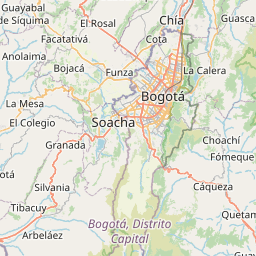 Guayabal
de Síquima
El Rosal
Chía
Cota
Guasca
Facatativá
Anolaima
Bojacá
Funza
La Calera
La Mesa
Bogotá
El Colegio
Soacha
Granada
Choachí
Fómeque
Silvania
Cáqueza
Tibacuy
Quetam
Bogotá, Distrito
Capital
Arbeláez